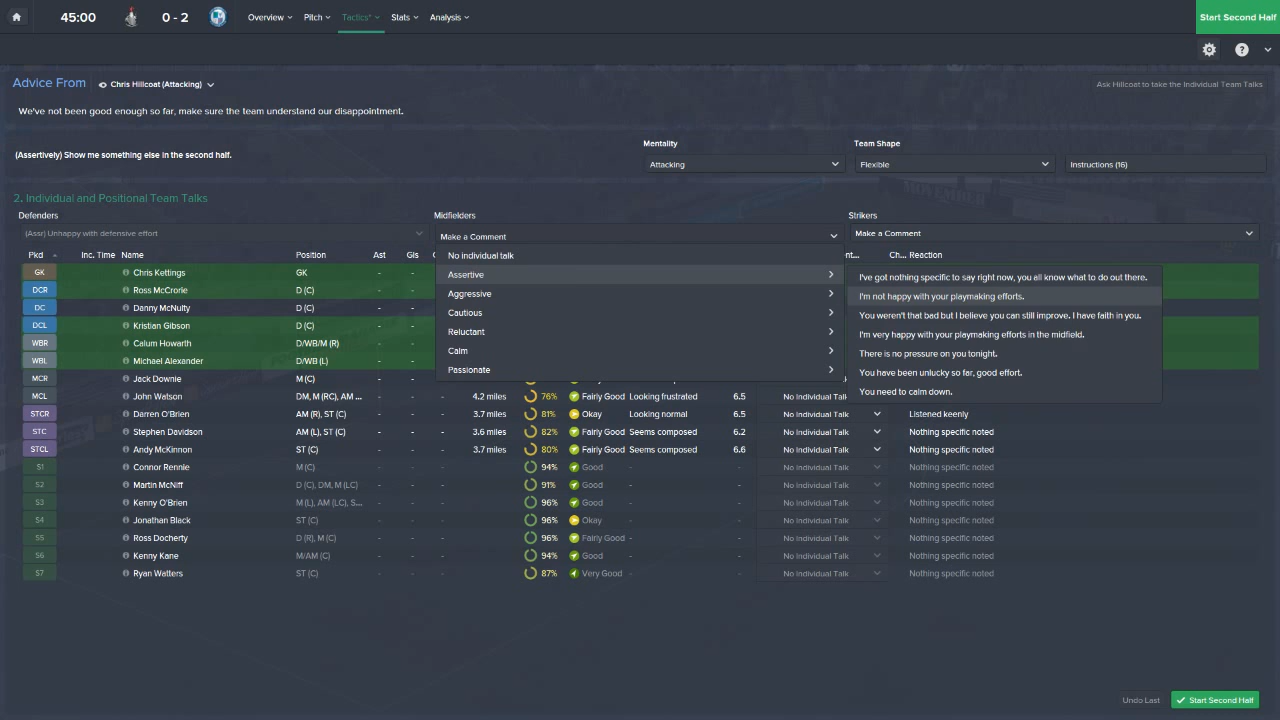 45:00 0 - 2 Overview Pitch Tactics* Stats Analysis Start Second Half
?
Advice From Chris Hillcoat (Attacking) Ask Hillcoat to take the Individual Team Talks
We've not been good enough so far, make sure the team understand our disappointment.
Mentality Team Shape
(Assertively) Show me something else in the second half.
Attacking Flexible Instructions (16)
2. Individual and Positional Team Talks
Defenders Midfielders Strikers
(Assr) Unhappy with defensive effort Make a Comment Make a Comment
Pkd Inc. Time Name Position Ast Gls Ch... Reaction
No individual talk
Assertive
Aggressive
Cautious
Reluctant
Calm
Passionate
I've got nothing specific to say right now, you all know what to do out there.
I'm not happy with your playmaking efforts.
You weren't that bad but I believe you can still improve. I have faith in you.
I'm very happy with your playmaking efforts in the midfield.
There is no pressure on you tonight.
You have been unlucky so far, good effort.
You need to calm down.
GK Chris Kettings GK - -
DCR Ross McCrorie D (C) - -
DC Danny McNulty D (C) - -
DCL Kristian Gibson D (C) - -
WBR Calum Howarth D/WB/M (R) - -
WBL Michael Alexander D/WB (L) - -
MCR Jack Downie M (C) - -
MCL John Watson DM, M (RC), AM ... - - - 4.2 miles 76% Fairly Good Looking frustrated 6.5 No Individual Talk
STCR Darren O'Brien AM (R), ST (C) - - - 3.7 miles 81% Okay Looking normal 6.5 No Individual Talk Listened keenly
STC Stephen Davidson AM (L), ST (C) - - - 3.6 miles 82% Fairly Good Seems composed 6.2 No Individual Talk Nothing specific noted
STCL Andy McKinnon ST (C) - - - 3.7 miles 80% Fairly Good Seems composed 6.6 No Individual Talk Nothing specific noted
S1 Connor Rennie M (C) - - - 94% Good - - No Individual Talk Nothing specific noted
S2 Martin McNiff D (C), DM, M (LC) - - - 91% Good - - No Individual Talk Nothing specific noted
S3 Kenny O'Brien M (L), AM (LC), S... - - - 96% Good - - No Individual Talk Nothing specific noted
S4 Jonathan Black ST (C) - - - 96% Okay - - No Individual Talk Nothing specific noted
S5 Ross Docherty D (R), M (C) - - - 96% Fairly Good - - No Individual Talk Nothing specific noted
S6 Kenny Kane M/AM (C) - - - 94% Good - - No Individual Talk Nothing specific noted
S7 Ryan Watters ST (C) - - - 87% Very Good - - No Individual Talk Nothing specific noted
Undo Last Start Second Half